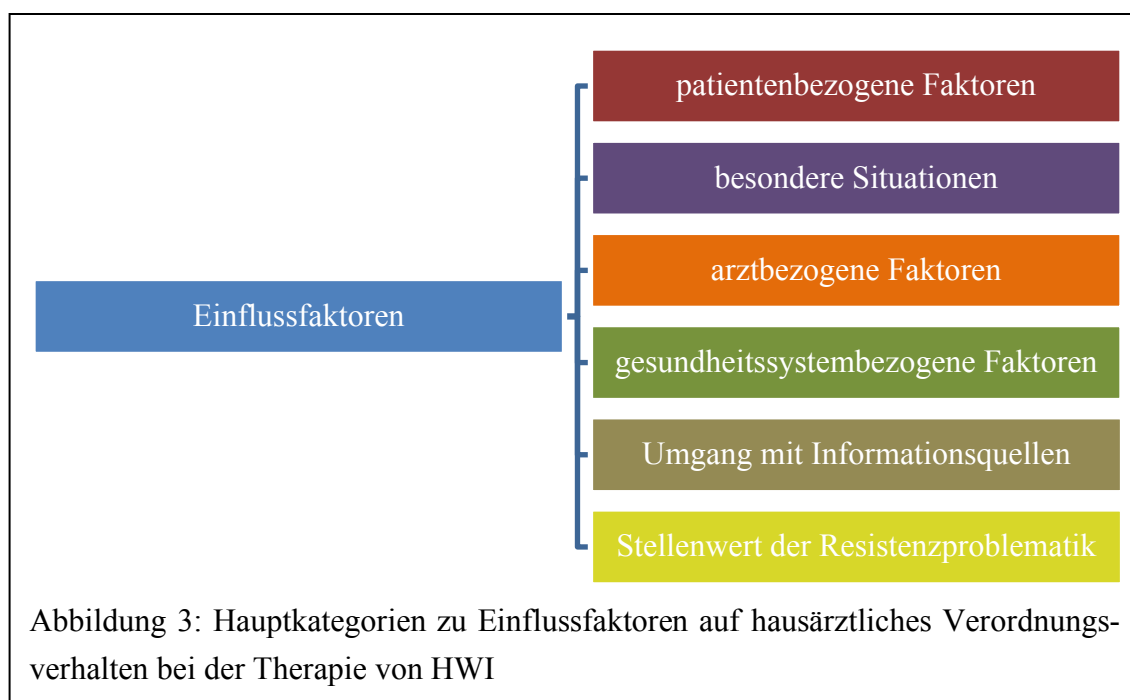 patientenbezogene Faktoren
besondere Situationen
arztbezogene Faktoren
Einflussfaktoren
gesundheitssystembezogene Faktoren
Umgang mit Informationsquellen
Stellenwert der Resistenzproblematik
Abbildung 3: Hauptkategorien zu Einflussfaktoren auf hausärztliches Verordnungs-
verhalten bei der Therapie von HWI